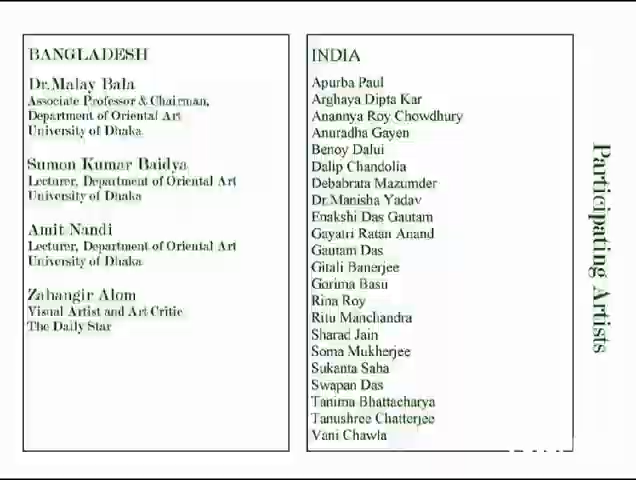 BANGLADESH
Dr.Malay Bala
Associate Professor & Chairman,
Department of Oriental Art
University of Dhaka
Sumon Kumar Baidya
Lecturer, Department of Oriental Art
University of Dhaka
Amit Nandi
Lecturer, Department of Oriental Art
University of Dhaka
Zahangir Alom
Visual Artist and Art Critic
The Daily Star
INDIA
Apurba Paul
Arghaya Dipta Kar
Anannya Roy Chowdhury
Anuradha Gayen
Benoy Dalui
Dalip Chandolia
Debabrata Mazumder
Dr.Manisha Yadav
Enakshi Das Gautam
Gayatri Ratan Anand
Gautam Das
Gitali Banerjee
Garima Basu
Rina Roy
Ritu Manchandra
Sharad Jain
Soma Mukherjee
Sukanta Saha
Swapan Das
Tanima Bhattacharya
Tanushree Chatterjee
Vani Chawla
Participating Artists